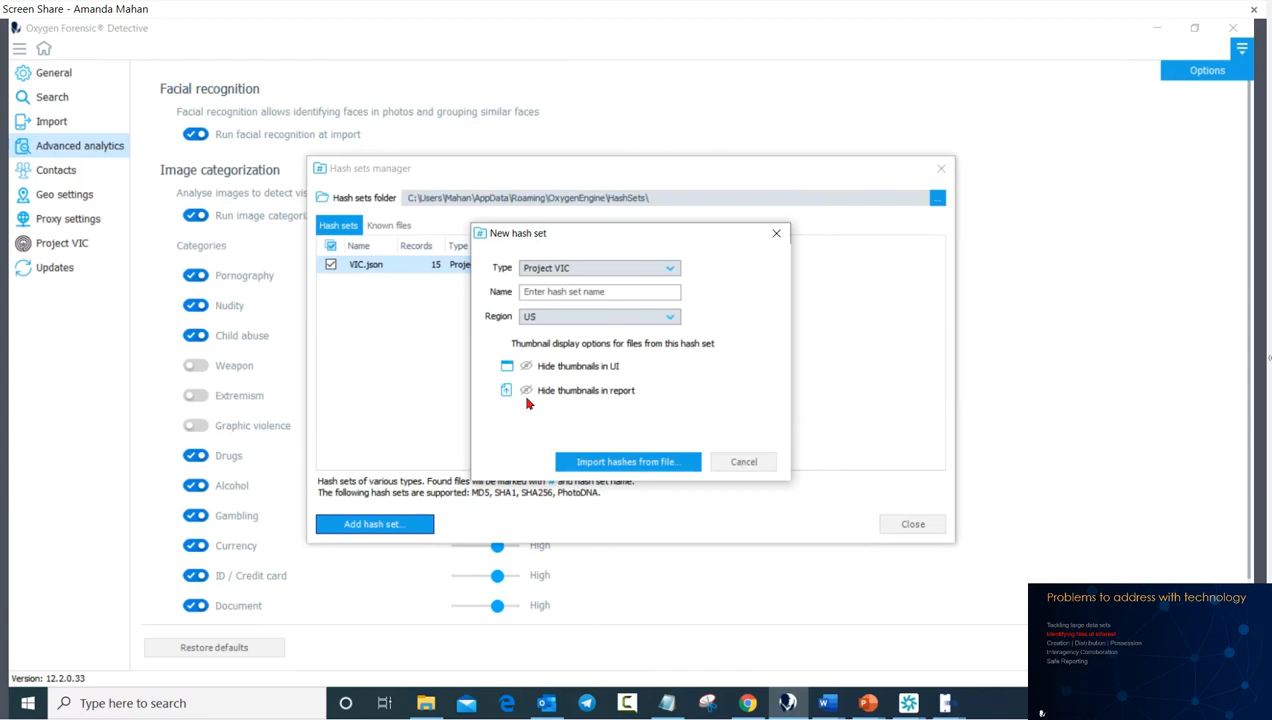 Screen Share - Amanda Mahan
Oxygen Forensic® Detective
Options
General
Search
Import
Advanced analytics
Contacts
Geo settings
Proxy settings
Project VIC
Updates
Facial recognition
Facial recognition allows identifying faces in photos and grouping similar faces
Run facial recognition at import
Image categorization
Analyse images to detect vis
Run image categori
Categories
Pornography
Nudity
Child abuse
Weapon
Extremism
Graphic violence
Drugs
Alcohol
Gambling
Currency High
ID / Credit card High
Document High
Restore defaults
Version: 12.2.0.33
Hash sets manager
Hash sets folder C:\Users\Mahan\AppData\Roaming\OxygenEngine\HashSets\ ...
Hash sets Known files
Name Records Type
VIC.json 15 Proje
Hash sets of various types. Found files will be marked with # and hash set name.
The following hash sets are supported: MD5, SHA1, SHA256, PhotoDNA.
Add hash set... Close
New hash set
Type Project VIC
Name Enter hash set name
Region US
Thumbnail display options for files from this hash set
Hide thumbnails in UI
Hide thumbnails in report
Import hashes from file... Cancel
Problems to address with technology
Tackling large data sets
Identifying files of interest
Creation | Distribution | Possession
Interagency Corroboration
Safe Reporting
Type here to search